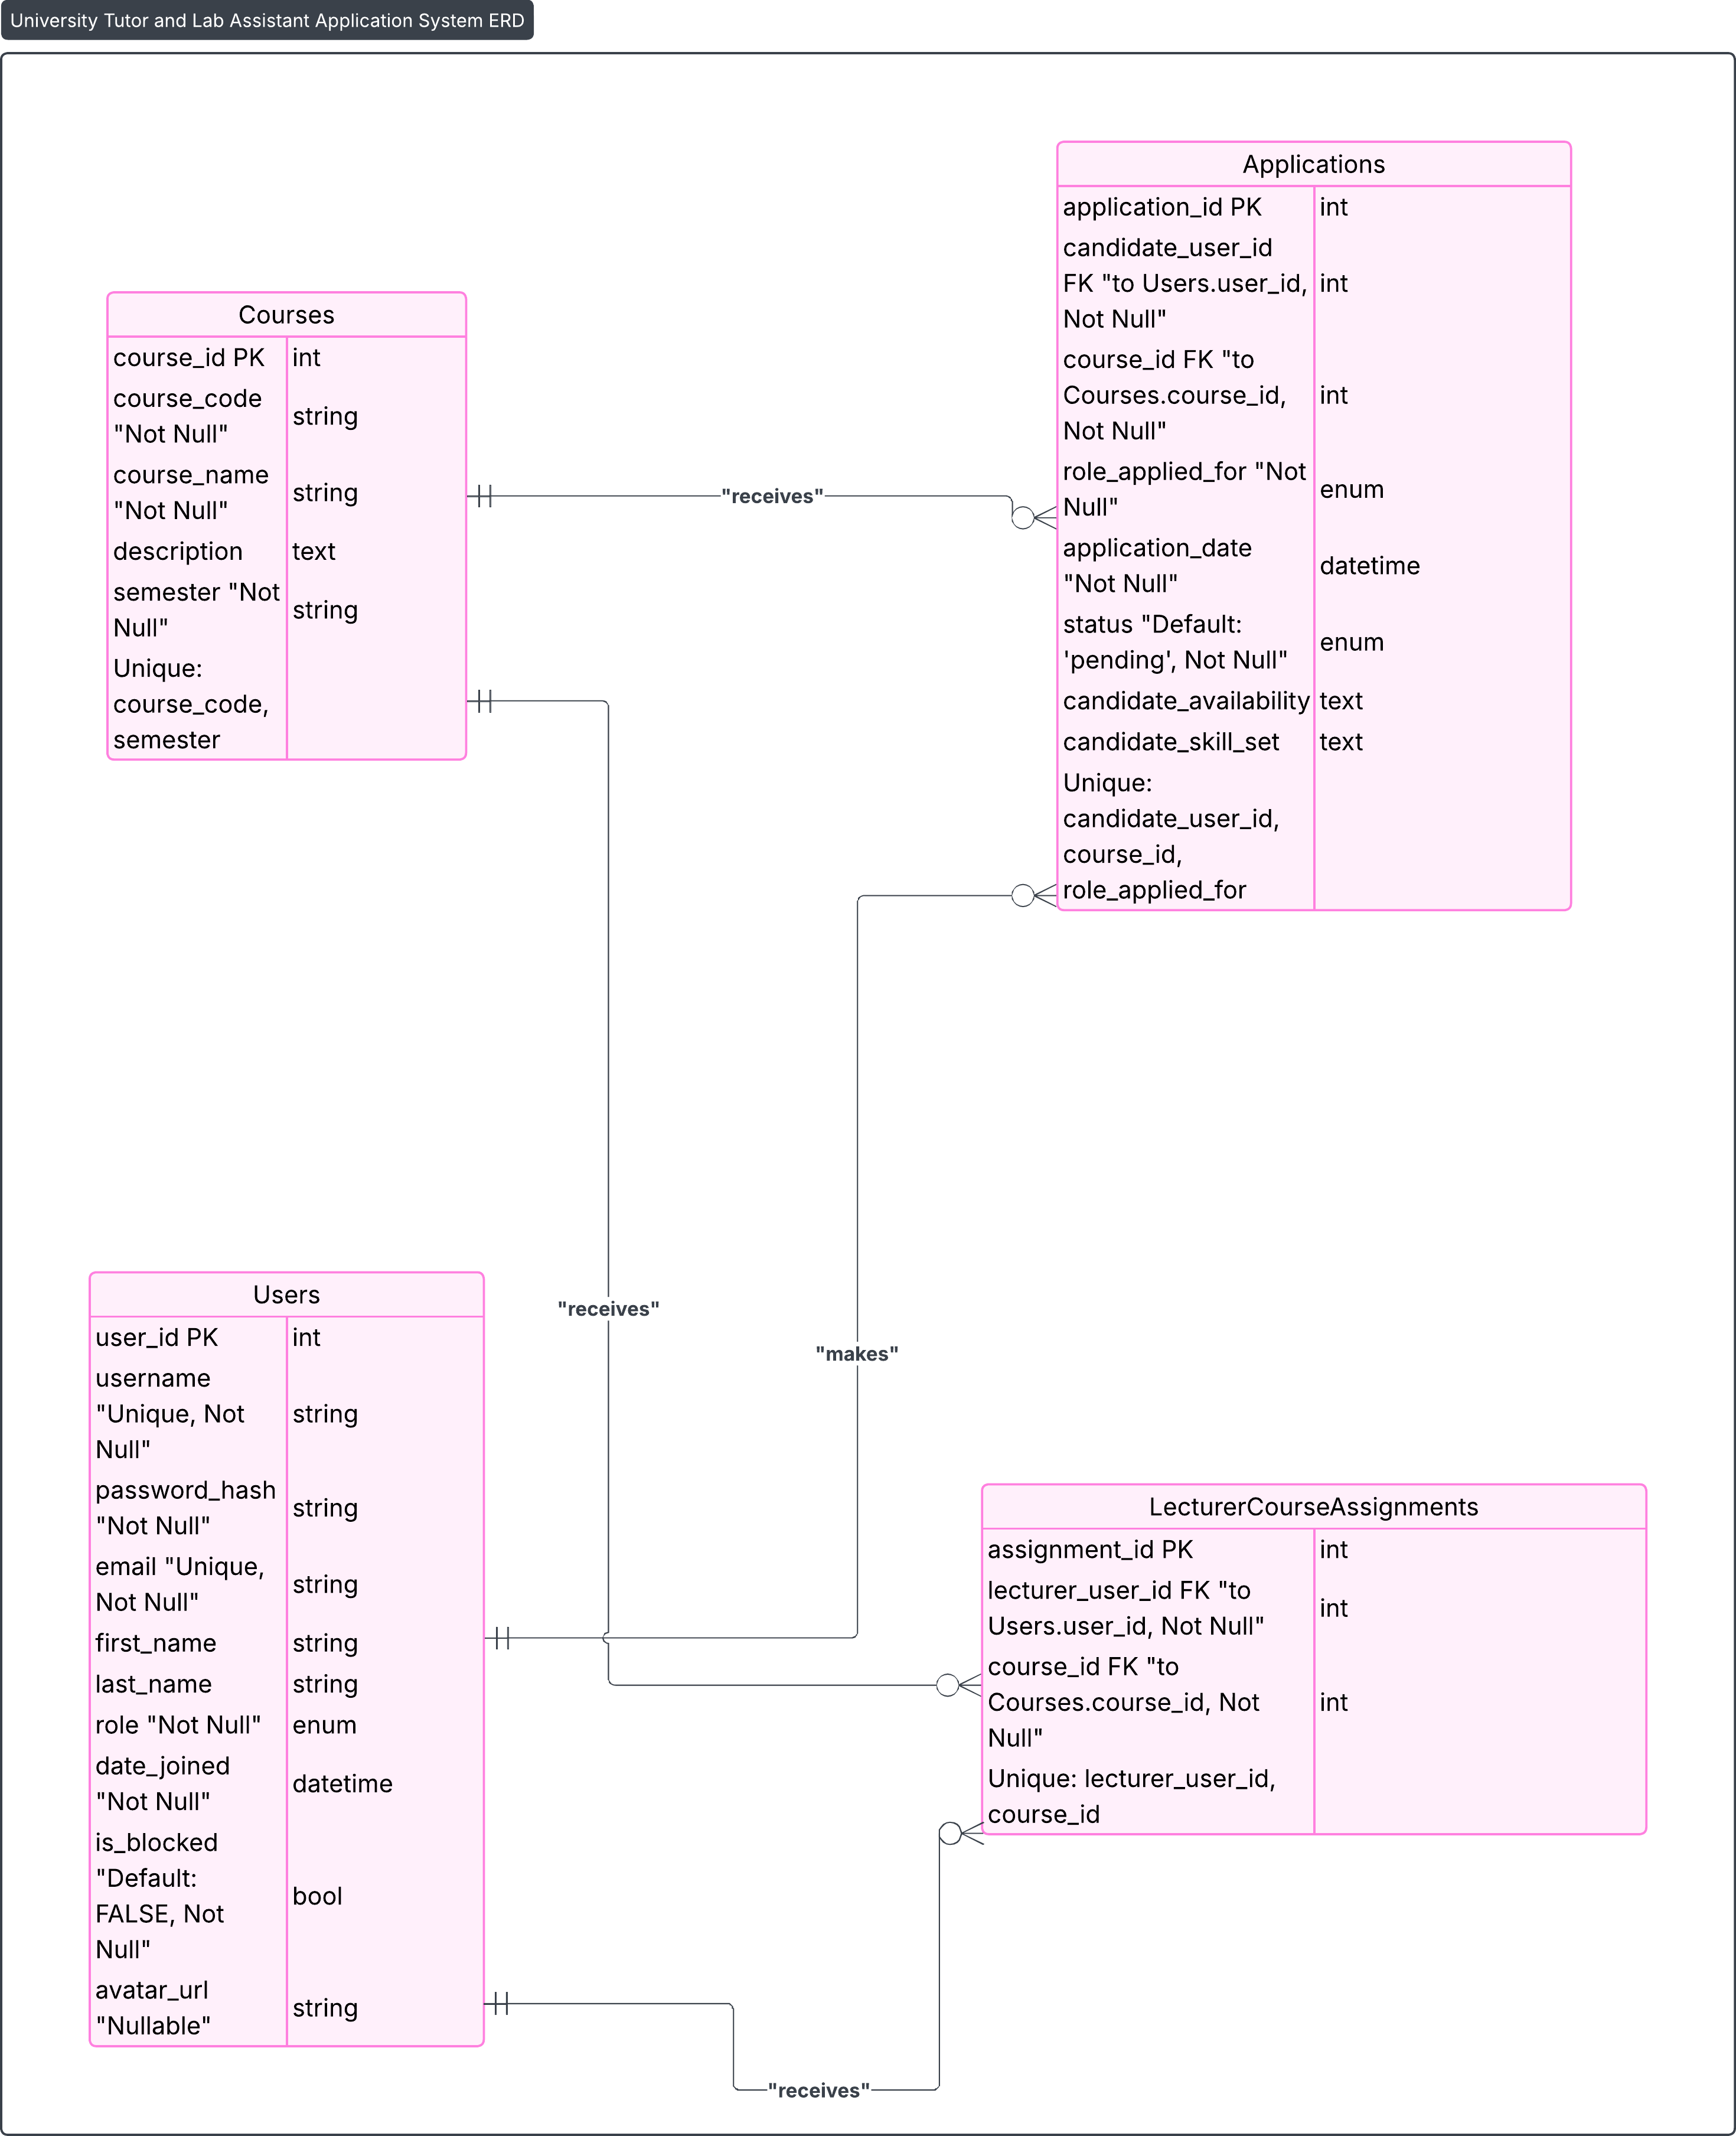 University Tutor and Lab Assistant Application System ERD
Applications
application_id PK
int
candidate_user_id
FK "to Users.user_id,
Not Null"
int
course_id FK "to
Courses.course_id,
Not Null"
int
role_applied_for "Not
Null"
enum
application_date
"Not Null"
datetime
status "Default:
'pending', Not Null"
enum
candidate_availability
text
candidate_skill_set
text
Unique:
candidate_user_id,
course_id,
role_applied_for
Courses
course_id PK
int
course_code
"Not Null"
string
course_name
"Not Null"
string
description
text
semester "Not
Null"
string
Unique:
course_code,
semester
"receives"
"receives"
"makes"
Users
user_id PK
int
username
"Unique, Not
Null"
string
password_hash
"Not Null"
string
email "Unique,
Not Null"
string
first_name
string
last_name
string
role "Not Null"
enum
date_joined
"Not Null"
datetime
is_blocked
"Default:
FALSE, Not
Null"
bool
avatar_url
"Nullable"
string
LecturerCourseAssignments
assignment_id PK
int
lecturer_user_id FK "to
Users.user_id, Not Null"
int
course_id FK "to
Courses.course_id, Not
Null"
int
Unique: lecturer_user_id,
course_id
"receives"